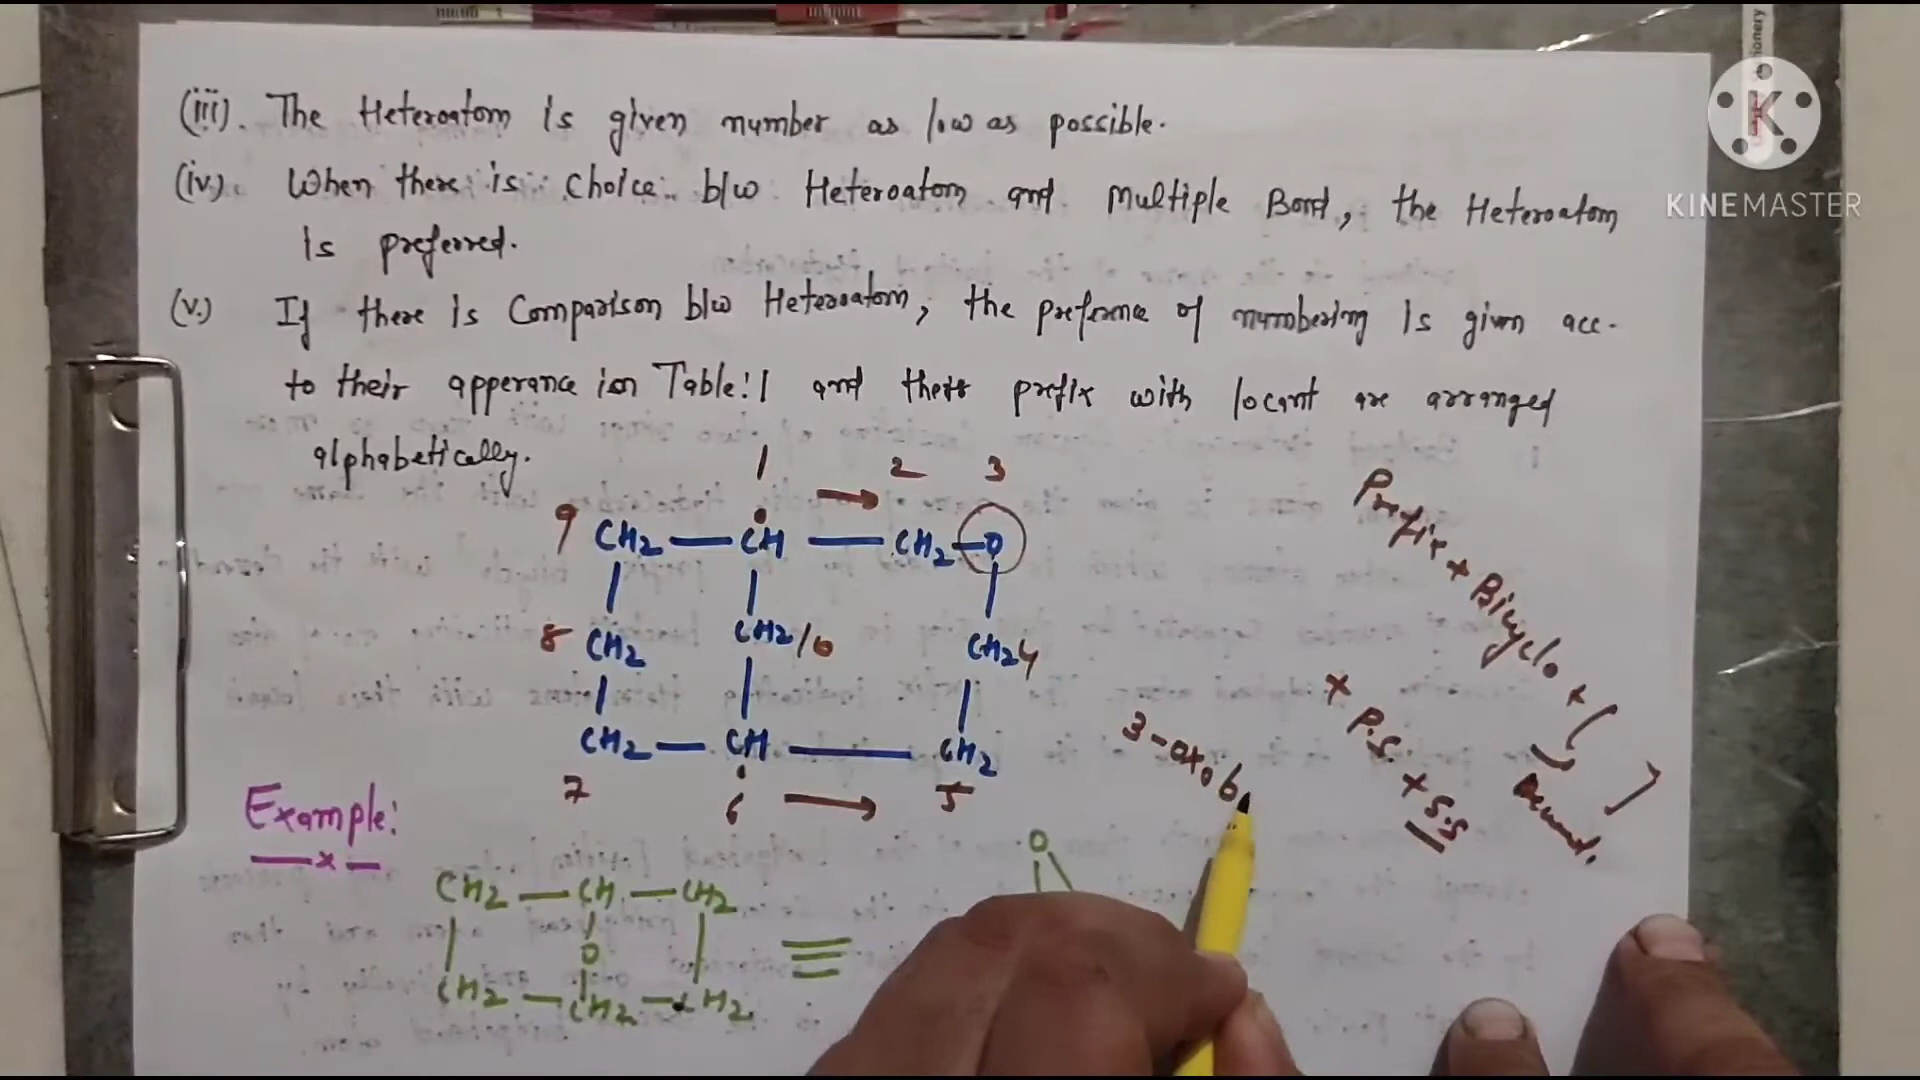 (iii). The Heteroatom is given number as low as possible.
(iv). When there is choice b/w Heteroatom and Multiple Bond, the Heteroatom
is preferred.
(v.) If there is Comparison b/w Heteroatom, the prefernce of numbering is given acc.
to their apperance in Table:1 and their prefix with locant are arranged
alphabetically.
1 → 2 3
9 CH2 — CH — CH2 — O
8 CH2 CH2 10 CH2 4
CH2 — CH — CH2
7 6 → 5
Prefix + Bicyclo + [ ]
+ P.S. + S.S
3-oxob
Example:
CH2 — CH — CH2
O
CH2 — CH2 — CH2
O
K
KINEMASTER